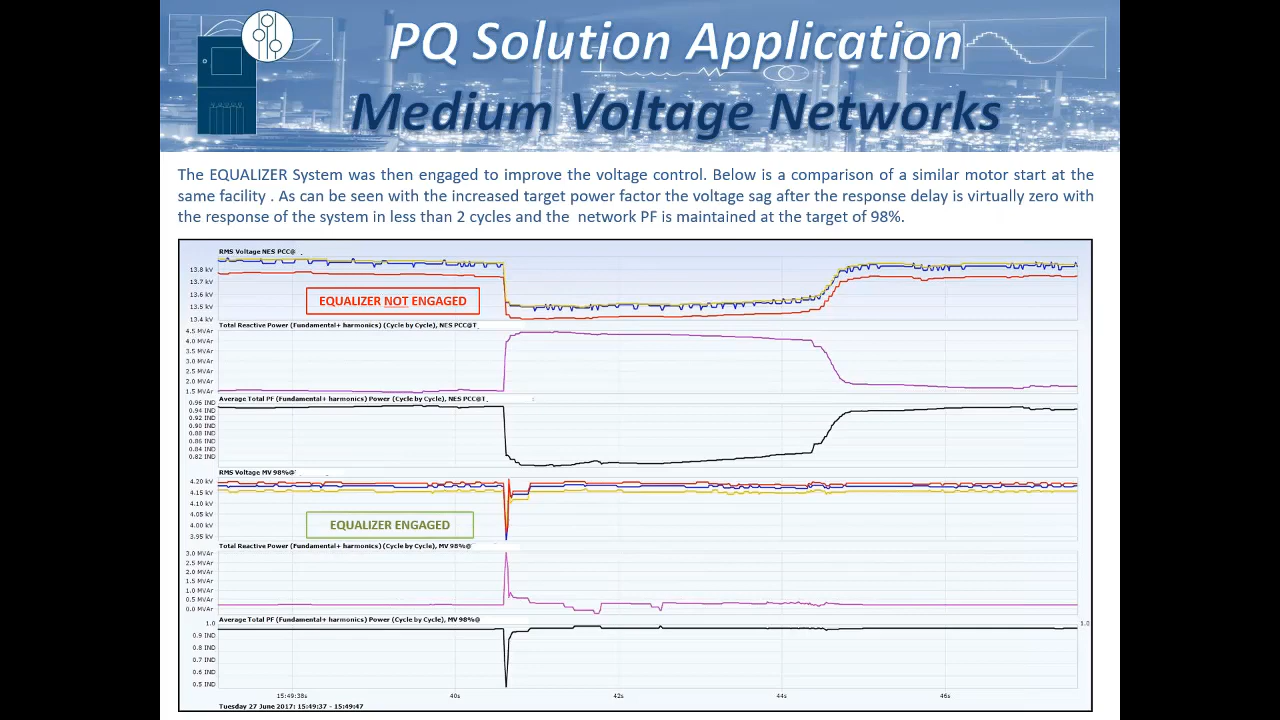 PQ Solution Application
Medium Voltage Networks
The EQUALIZER System was then engaged to improve the voltage control. Below is a comparison of a similar motor start at the
same facility . As can be seen with the increased target power factor the voltage sag after the response delay is virtually zero with
the response of the system in less than 2 cycles and the network PF is maintained at the target of 98%.
RMS Voltage NES PCC@
13.8 kV
13.7 kV
13.6 kV
13.5 kV
13.4 kV
EQUALIZER NOT ENGAGED
Total Reactive Power (Fundamental+ harmonics) (Cycle by Cycle), NES PCC@T
4.5 MVAr
4.0 MVAr
3.5 MVAr
3.0 MVAr
2.5 MVAr
2.0 MVAr
1.5 MVAr
Average Total PF (Fundamental+ harmonics) Power (Cycle by Cycle), NES PCC@T
0.96 IND
0.94 IND
0.92 IND
0.90 IND
0.88 IND
0.86 IND
0.84 IND
0.82 IND
RMS Voltage MV 98%@
4.20 kV
4.15 kV
4.10 kV
4.05 kV
4.00 kV
3.95 kV
EQUALIZER ENGAGED
Total Reactive Power (Fundamental+ harmonics) (Cycle by Cycle), MV 98%@
3.0 MVAr
2.5 MVAr
2.0 MVAr
1.5 MVAr
1.0 MVAr
0.5 MVAr
0.0 MVAr
Average Total PF (Fundamental+ harmonics) Power (Cycle by Cycle), MV 98%@
1.0 1.0
0.9 IND
0.8 IND
0.7 IND
0.6 IND
0.5 IND
15:49:38s 40s 42s 44s 46s
Tuesday 27 June 2017: 15:49:37 - 15:49:47